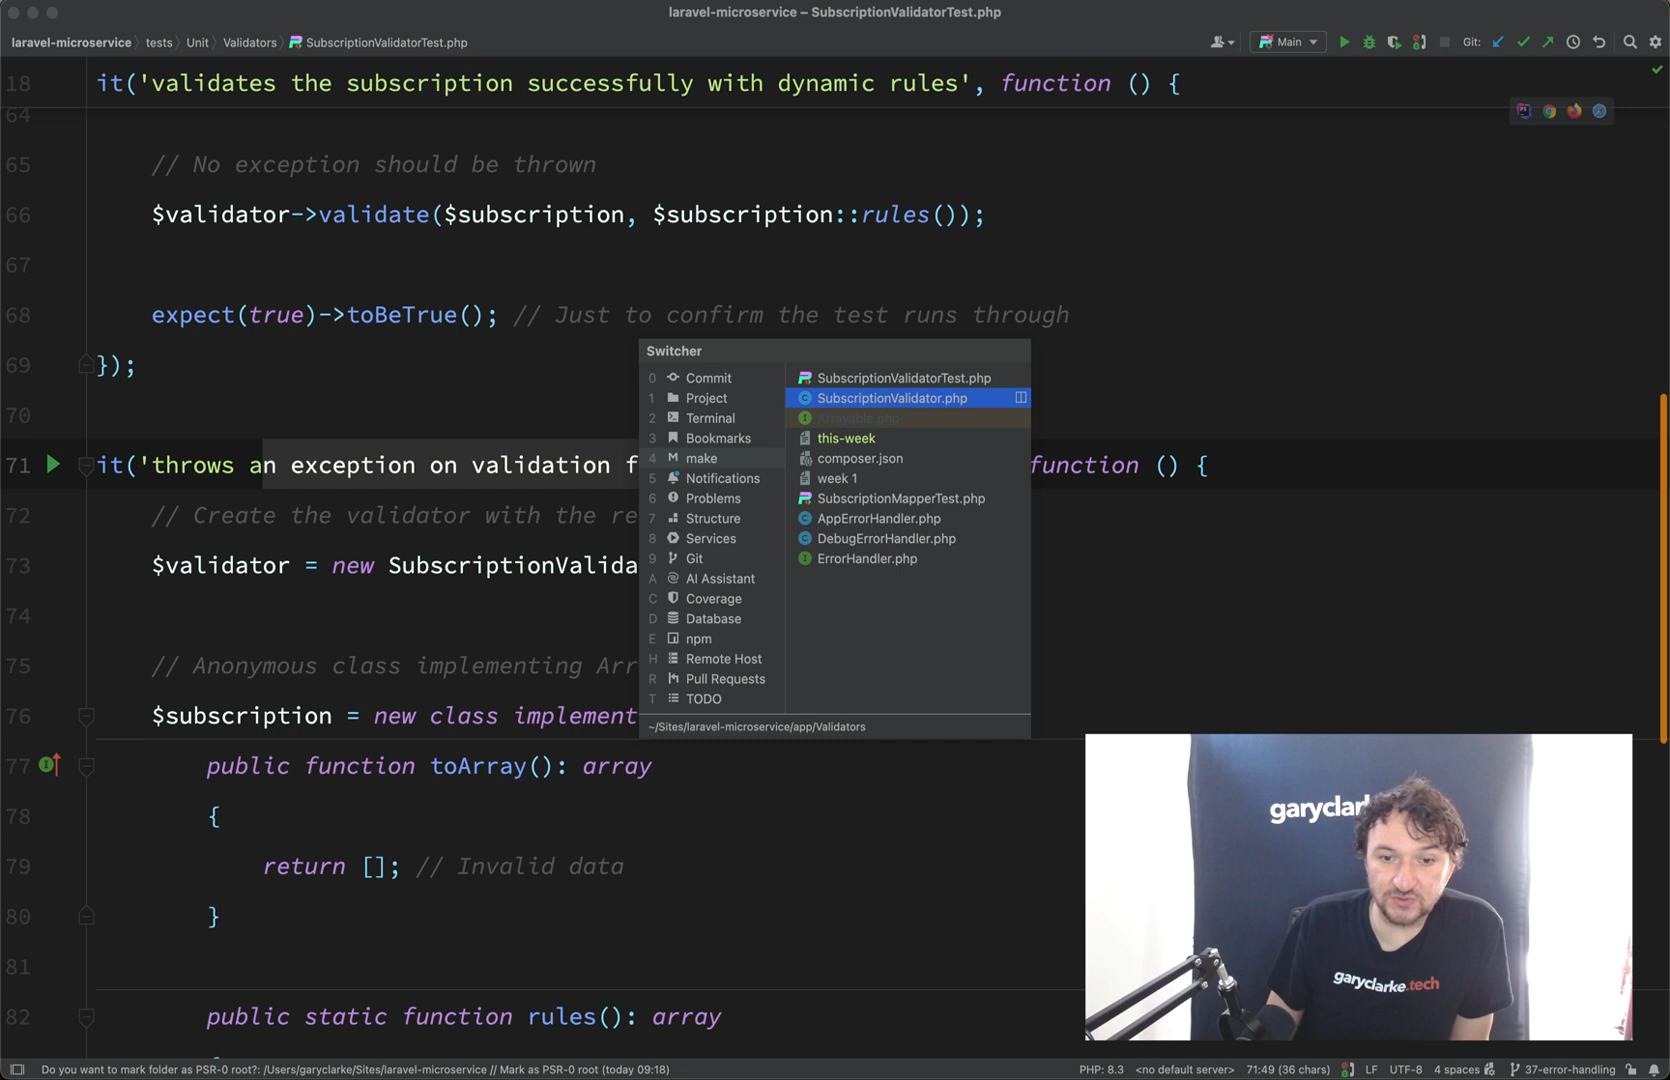 laravel-microservice – SubscriptionValidatorTest.php
laravel-microservice tests Unit Validators SubscriptionValidatorTest.php
Main
Git:
18 it('validates the subscription successfully with dynamic rules', function () {
64
65 // No exception should be thrown
66 $validator->validate($subscription, $subscription::rules());
67
68 expect(true)->toBeTrue(); // Just to confirm the test runs through
69 });
70
71 it('throws an exception on validation f function () {
72 // Create the validator with the re
73 $validator = new SubscriptionValida
74
75 // Anonymous class implementing Arr
76 $subscription = new class implement
77 public function toArray(): array
78 {
79 return []; // Invalid data
80 }
81
82 public static function rules(): array
Switcher
0 Commit
1 Project
2 Terminal
3 Bookmarks
4 make
5 Notifications
6 Problems
7 Structure
8 Services
9 Git
A AI Assistant
C Coverage
D Database
E npm
H Remote Host
R Pull Requests
T TODO
SubscriptionValidatorTest.php
SubscriptionValidator.php
Arrayable.php
this-week
composer.json
week 1
SubscriptionMapperTest.php
AppErrorHandler.php
DebugErrorHandler.php
ErrorHandler.php
~/Sites/laravel-microservice/app/Validators
garyclark
garyclarke.tech
Do you want to mark folder as PSR-0 root?: /Users/garyclarke/Sites/laravel-microservice // Mark as PSR-0 root (today 09:18)
PHP: 8.3 <no default server> 71:49 (36 chars) LF UTF-8 4 spaces 37-error-handling